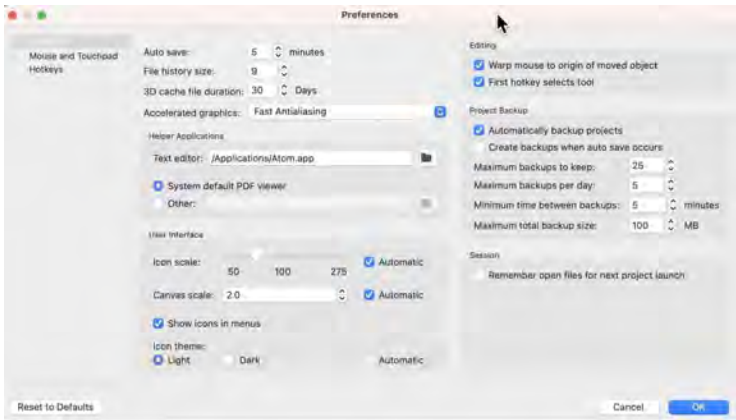 Preferences
Mouse and Touchpad
Hotkeys
Auto save: 5 minutes
File history size: 9
3D cache file duration: 30 Days
Accelerated graphics: Fast Antialiasing
Helper Applications
Text editor: /Applications/Atom.app
System default PDF viewer
Other:
User Interface
Icon scale: Automatic
50 100 275
Canvas scale: 2.0 Automatic
Show icons in menus
Icon theme:
Light Dark Automatic
Editing
Warp mouse to origin of moved object
First hotkey selects tool
Project Backup
Automatically backup projects
Create backups when auto save occurs
Maximum backups to keep: 25
Maximum backups per day: 5
Minimum time between backups: 5 minutes
Maximum total backup size: 100 MB
Session
Remember open files for next project launch
Reset to Defaults
Cancel OK